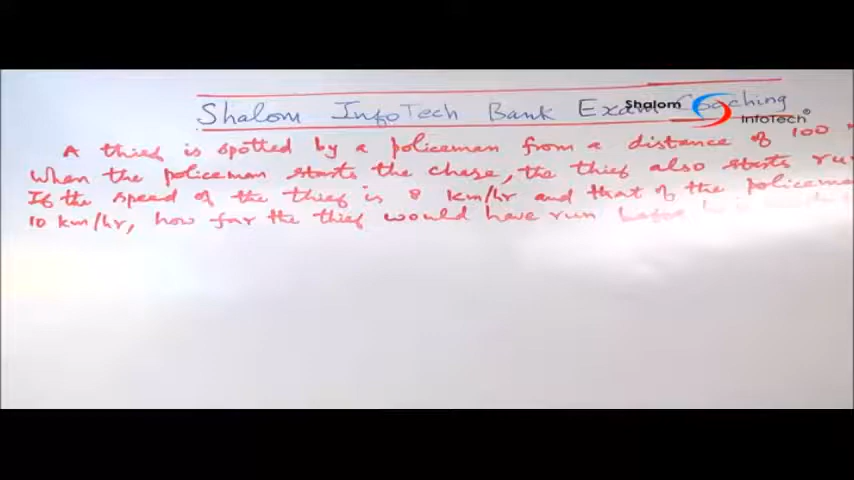 Shalom InfoTech Bank Exam Coaching
Shalom
InfoTech®
A thief is spotted by a policeman from a distance of 100
When the policeman starts the chase, the thief also starts
If the speed of the thief is 8 km/hr and that of the policeman
10 km/hr, how far the thief would have run before